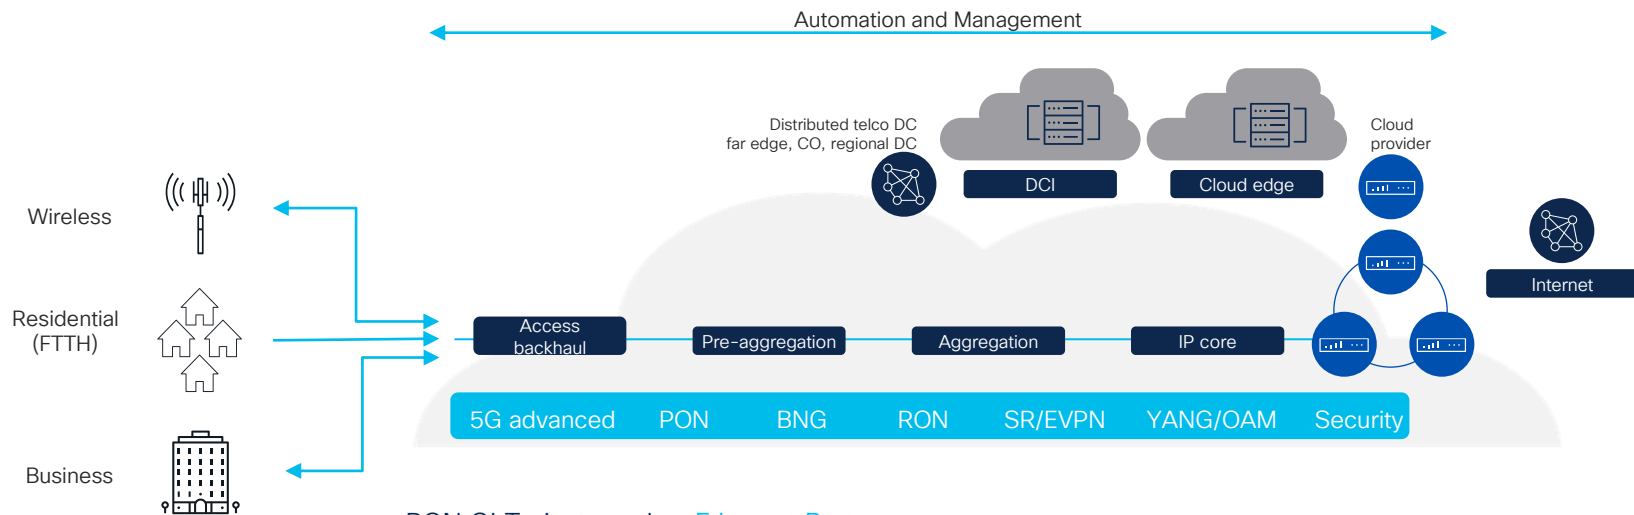 Automation and Management
Distributed telco DC
far edge, CO, regional DC
Cloud
provider
DCI
Cloud edge
Wireless
Internet
Residential
(FTTH)
Access
backhaul
Pre-aggregation
Aggregation
IP core
5G advanced PON BNG RON SR/EVPN YANG/OAM Security
Business